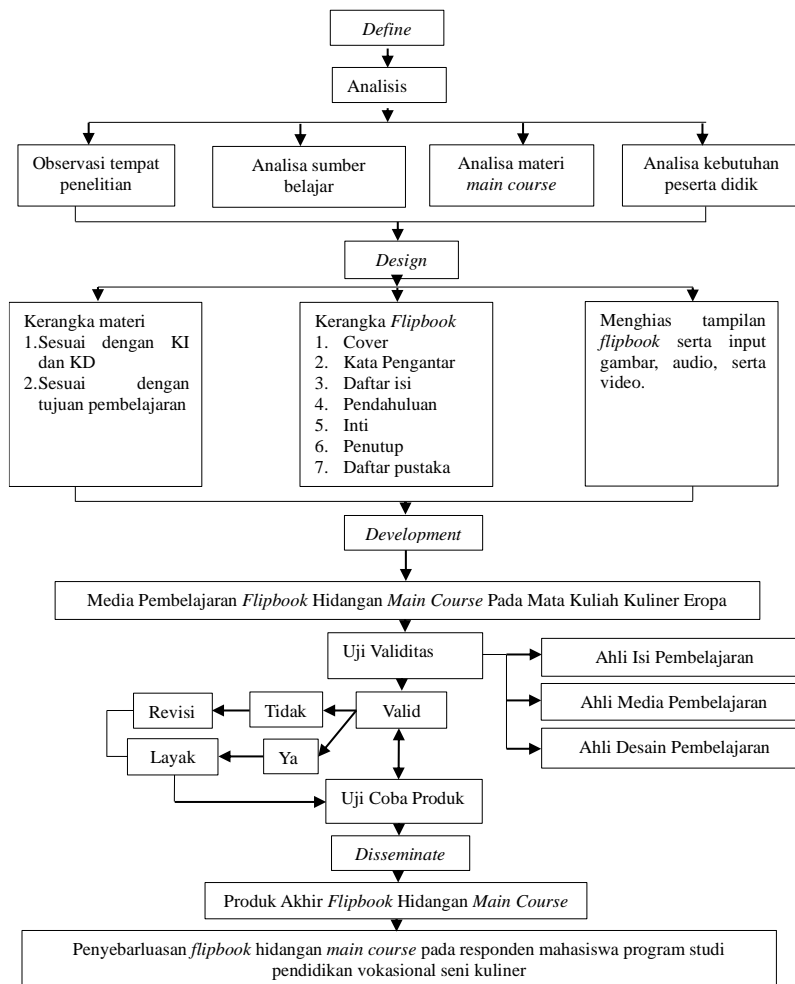 Define
Analisis
Observasi tempat
penelitian
Analisa sumber
belajar
Analisa materi
main course
Analisa kebutuhan
peserta didik
Design
Kerangka materi
1.Sesuai dengan KI
dan KD
2.Sesuai dengan
tujuan pembelajaran
Kerangka Flipbook
1. Cover
2. Kata Pengantar
3. Daftar isi
4. Pendahuluan
5. Inti
6. Penutup
7. Daftar pustaka
Menghias tampilan
flipbook serta input
gambar, audio, serta
video.
Development
Media Pembelajaran Flipbook Hidangan Main Course Pada Mata Kuliah Kuliner Eropa
Uji Validitas
Ahli Isi Pembelajaran
Ahli Media Pembelajaran
Ahli Desain Pembelajaran
Revisi
Tidak
Valid
Layak
Ya
Uji Coba Produk
Disseminate
Produk Akhir Flipbook Hidangan Main Course
Penyebarluasan flipbook hidangan main course pada responden mahasiswa program studi
pendidikan vokasional seni kuliner